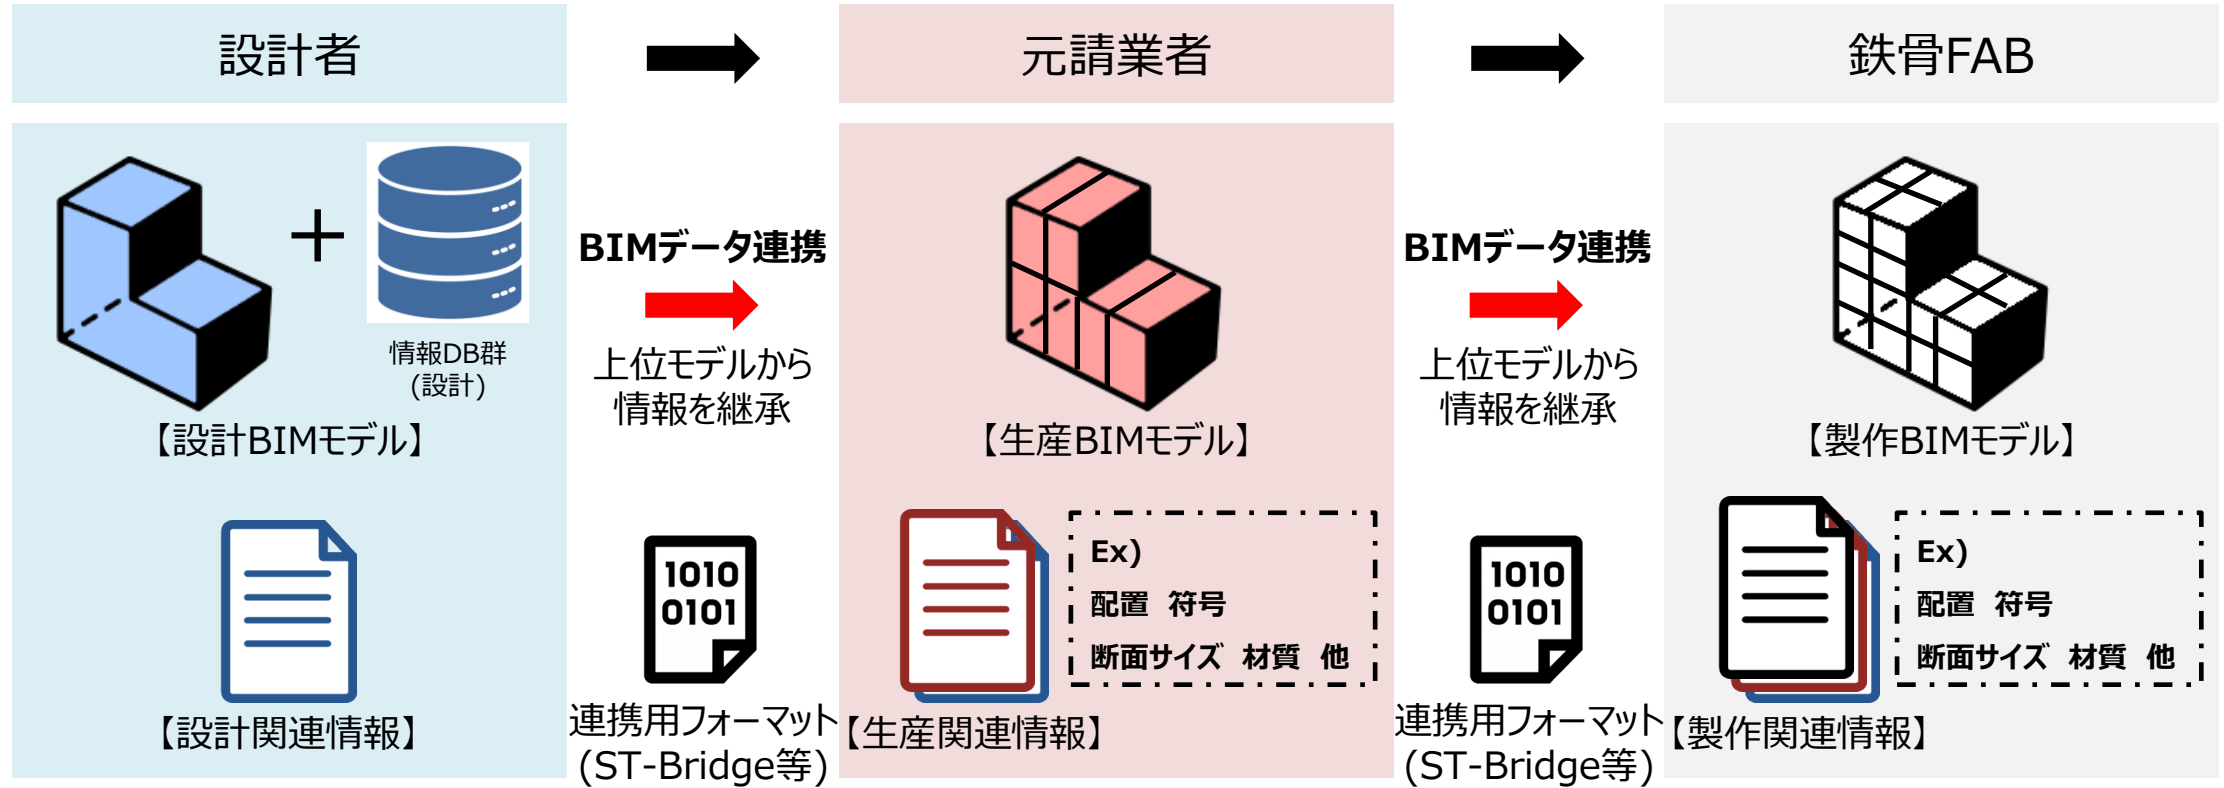 設計者
元請業者
鉄骨FAB
情報DB群
(設計)
【設計BIMモデル】
【設計関連情報】
BIMデータ連携
上位モデルから
情報を継承
1010
0101
連携用フォーマット
(ST-Bridge等)
【生産BIMモデル】
Ex)
配置 符号
断面サイズ 材質 他
【生産関連情報】
BIMデータ連携
上位モデルから
情報を継承
1010
0101
連携用フォーマット
(ST-Bridge等)
【製作BIMモデル】
Ex)
配置 符号
断面サイズ 材質 他
【製作関連情報】